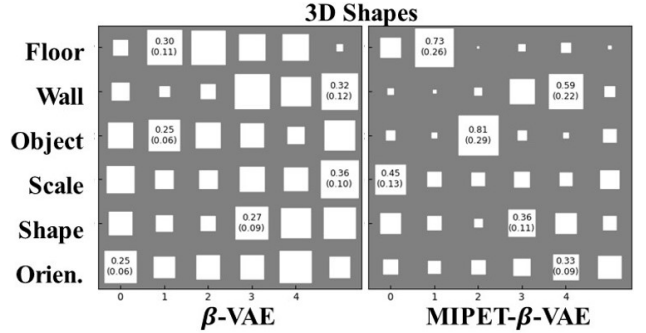 3D Shapes
Floor
0.30
(0.11)
0.73
(0.26)
Wall
0.32
(0.12)
0.59
(0.22)
Object
0.25
(0.06)
0.81
(0.29)
Scale
0.36
(0.10)
0.45
(0.13)
Shape
0.27
(0.09)
0.36
(0.11)
Orien.
0.25
(0.06)
0.33
(0.09)
0 1 2 3 4
0 1 2 3 4
β-VAE
MIPET-β-VAE